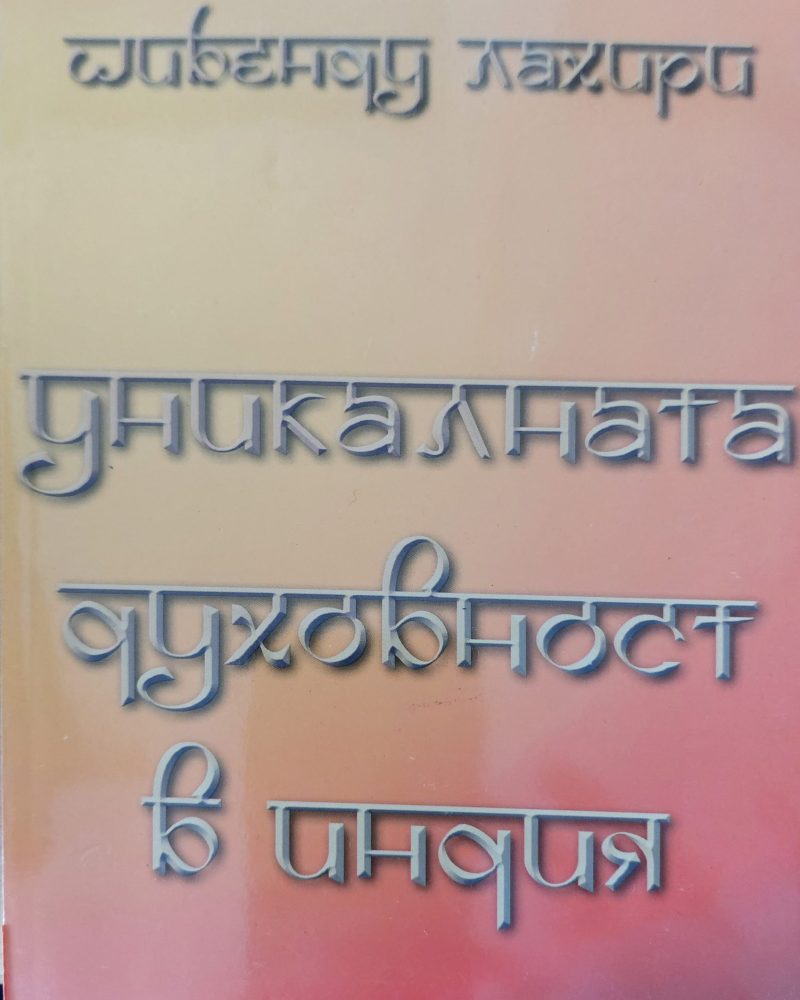 шивенду лахири
уникалната
духовност
в индия